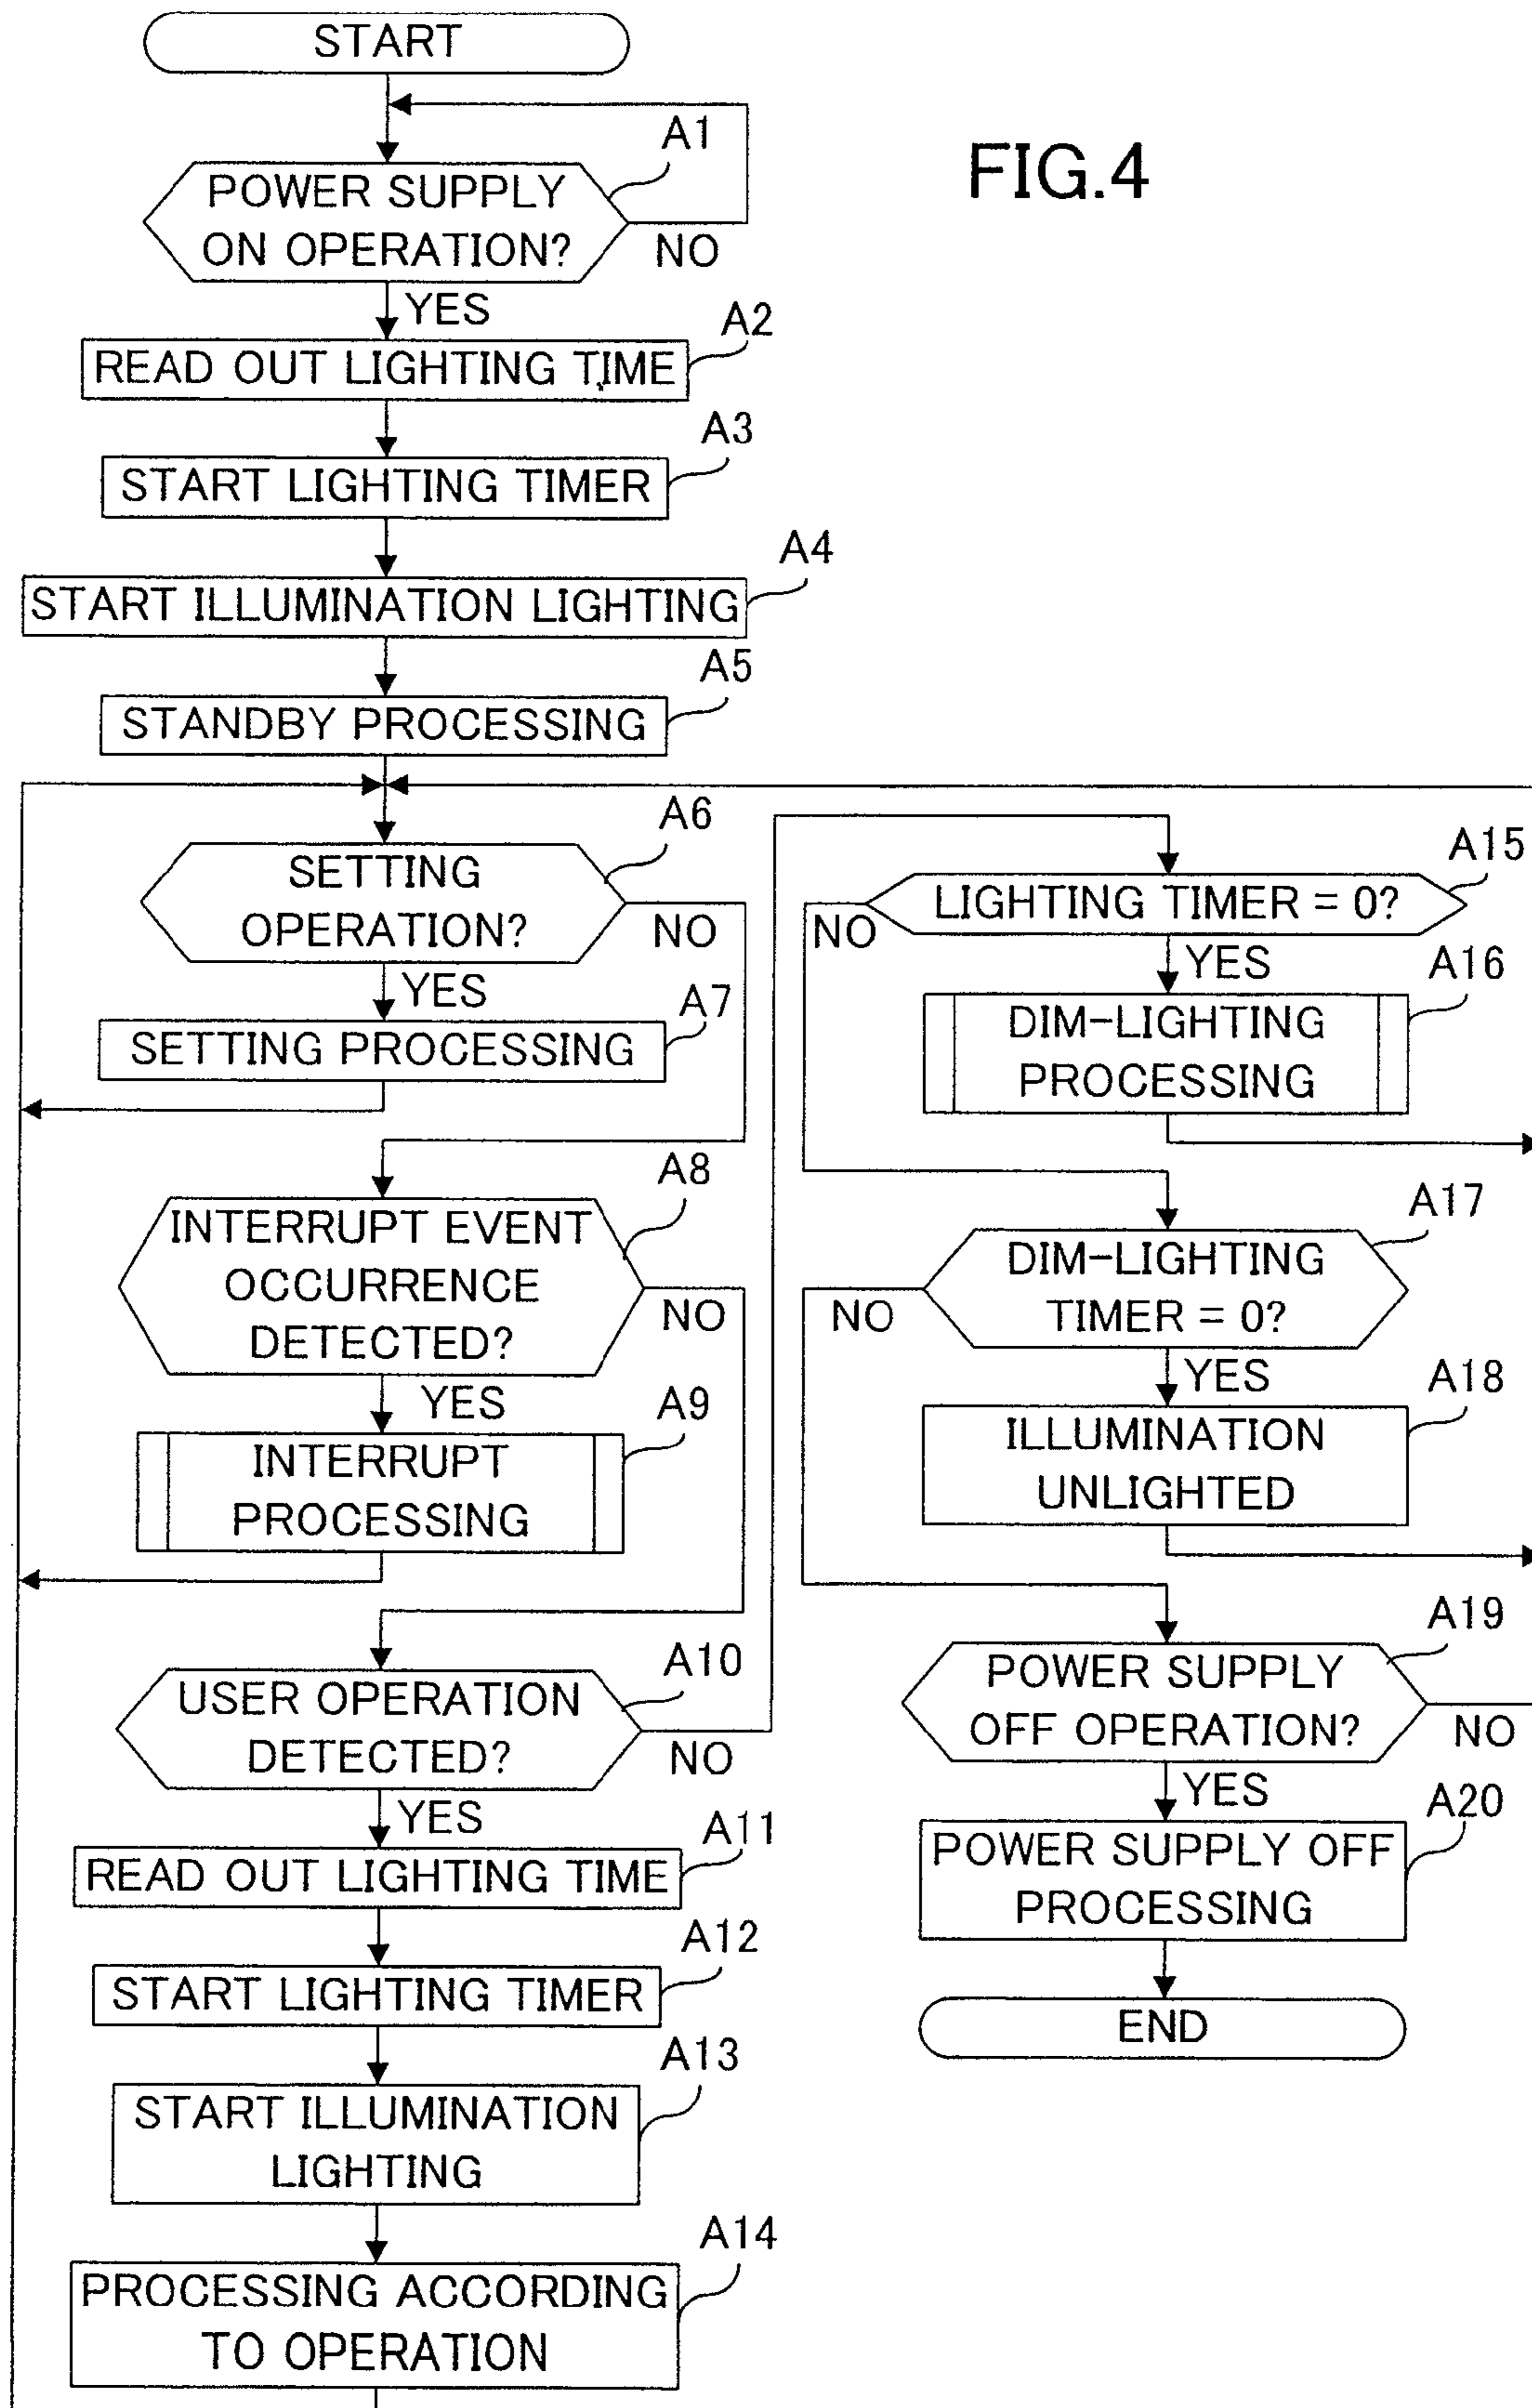 FIG.4
START
A1
POWER SUPPLY
ON OPERATION?
NO
YES
A2
READ OUT LIGHTING TIME
A3
START LIGHTING TIMER
A4
START ILLUMINATION LIGHTING
A5
STANDBY PROCESSING
A6
SETTING
OPERATION?
NO
YES
A7
SETTING PROCESSING
A8
INTERRUPT EVENT
OCCURRENCE
DETECTED?
NO
YES
A9
INTERRUPT
PROCESSING
A10
USER OPERATION
DETECTED?
NO
YES
A11
READ OUT LIGHTING TIME
A12
START LIGHTING TIMER
A13
START ILLUMINATION
LIGHTING
A14
PROCESSING ACCORDING
TO OPERATION
A15
LIGHTING TIMER = 0?
NO
YES
A16
DIM-LIGHTING
PROCESSING
A17
DIM-LIGHTING
TIMER = 0?
NO
YES
A18
ILLUMINATION
UNLIGHTED
A19
POWER SUPPLY
OFF OPERATION?
NO
YES
A20
POWER SUPPLY OFF
PROCESSING
END